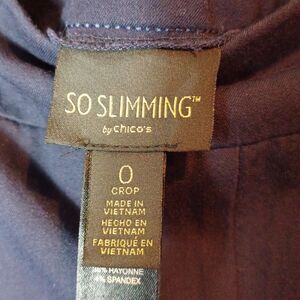 SO SLIMMING™
by chico's
0
CROP
MADE IN
VIETNAM
HECHO EN
VIETNAM
FABRIQUÉ EN
VIETNAM
RAYONNE
SPANDEX